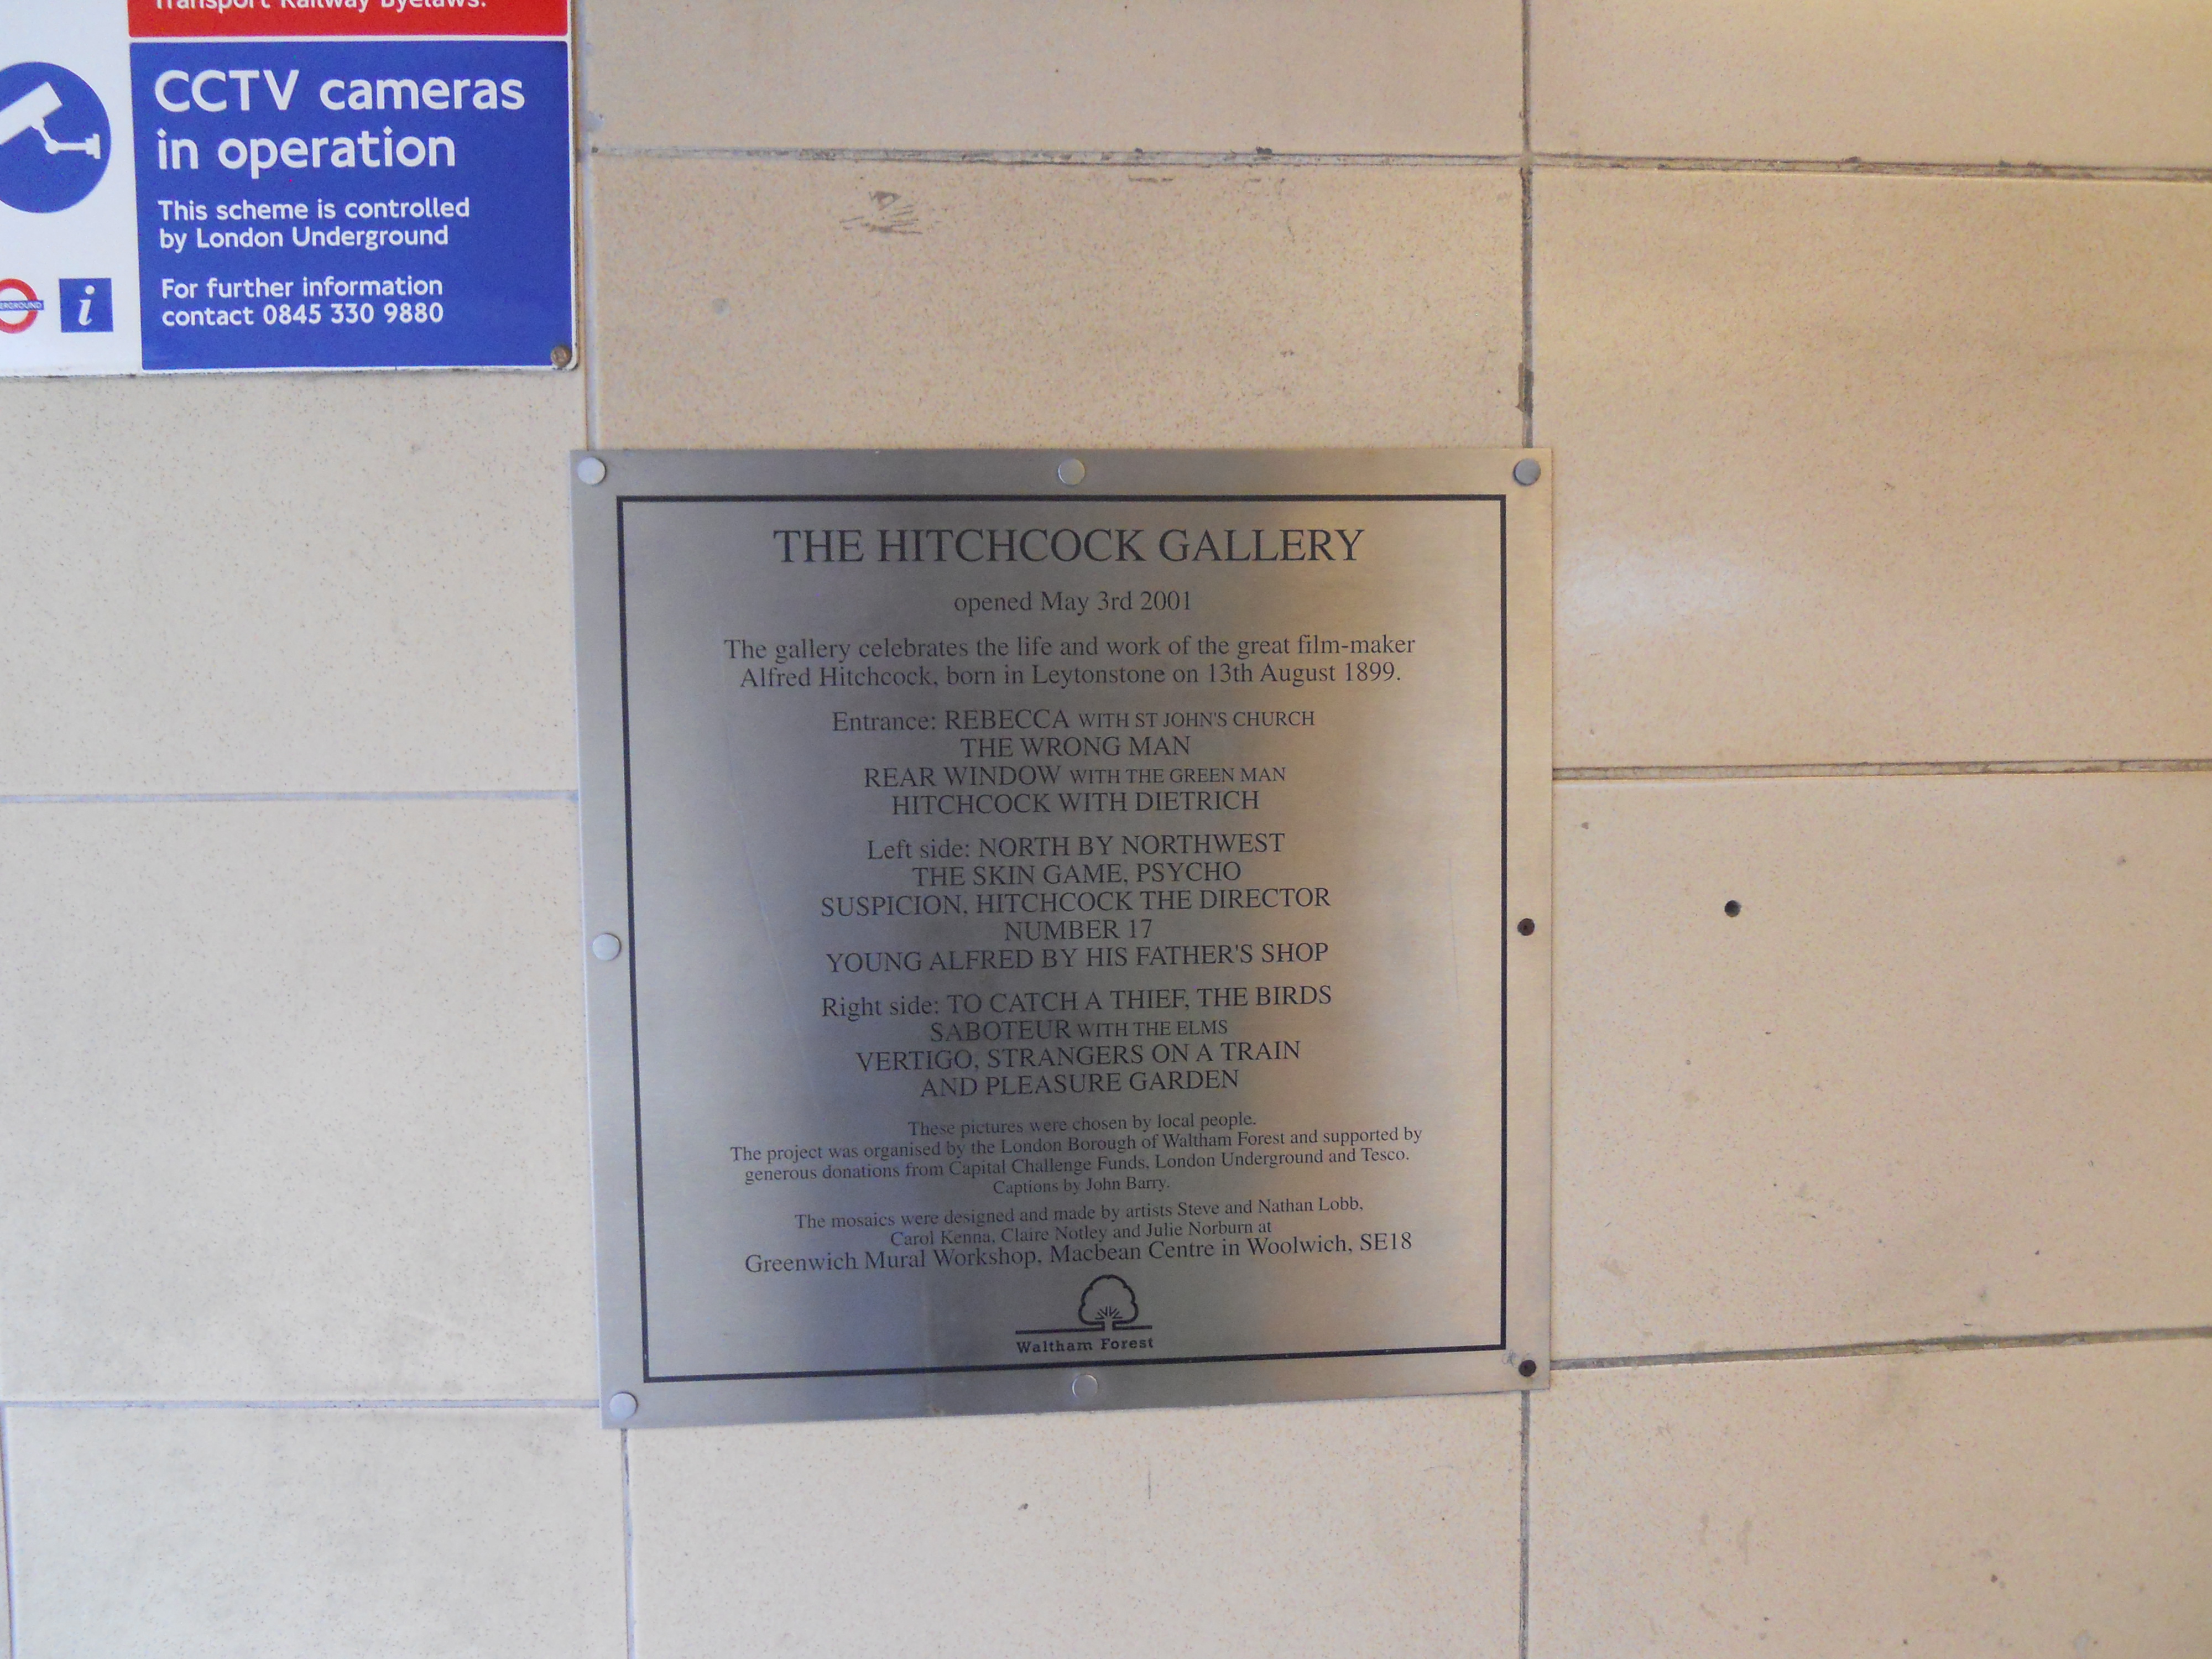 Transport Railway Byelaws.
CCTV cameras
in operation
This scheme is controlled
by London Underground
For further information
contact 0845 330 9880
i
THE HITCHCOCK GALLERY
opened May 3rd 2001
The gallery celebrates the life and work of the great film-maker
Alfred Hitchcock, born in Leytonstone on 13th August 1899.
Entrance: REBECCA WITH ST JOHN'S CHURCH
THE WRONG MAN
REAR WINDOW WITH THE GREEN MAN
HITCHCOCK WITH DIETRICH
Left side: NORTH BY NORTHWEST
THE SKIN GAME, PSYCHO
SUSPICION, HITCHCOCK THE DIRECTOR
NUMBER 17
YOUNG ALFRED BY HIS FATHER'S SHOP
Right side: TO CATCH A THIEF, THE BIRDS
SABOTEUR WITH THE ELMS
VERTIGO, STRANGERS ON A TRAIN
AND PLEASURE GARDEN
These pictures were chosen by local people.
The project was organised by the London Borough of Waltham Forest and supported by
generous donations from Capital Challenge Funds, London Underground and Tesco.
Captions by John Barry.
The mosaics were designed and made by artists Steve and Nathan Lobb,
Carol Kenna, Claire Notley and Julie Norburn at
Greenwich Mural Workshop, Macbean Centre in Woolwich, SE18
Waltham Forest